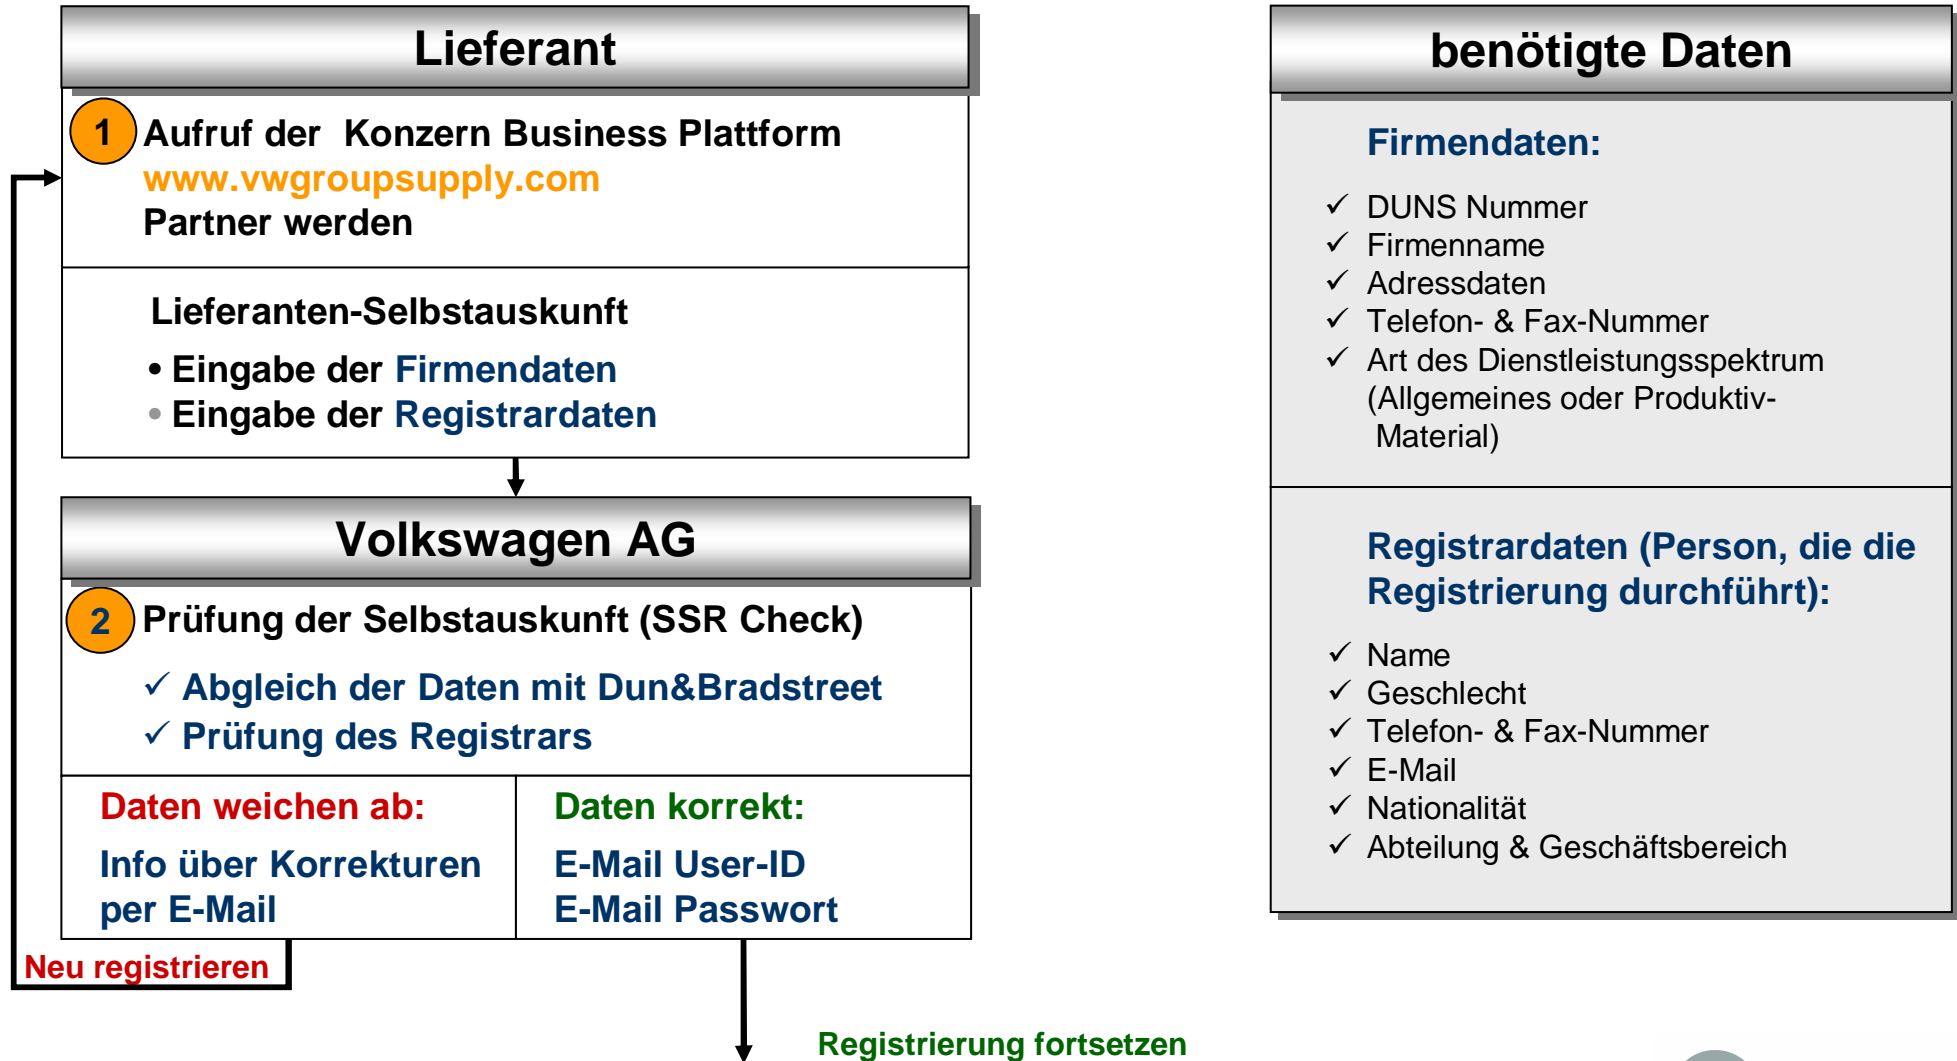 Lieferant
1 Aufruf der Konzern Business Plattform
www.vwgroupsupply.com
Partner werden
Lieferanten-Selbstauskunft
• Eingabe der Firmendaten
• Eingabe der Registrardaten
Volkswagen AG
2 Prüfung der Selbstauskunft (SSR Check)
✓ Abgleich der Daten mit Dun&Bradstreet
✓ Prüfung des Registrars
Daten weichen ab:
Info über Korrekturen
per E-Mail
Daten korrekt:
E-Mail User-ID
E-Mail Passwort
Neu registrieren
Registrierung fortsetzen
benötigte Daten
Firmendaten:
✓ DUNS Nummer
✓ Firmenname
✓ Adressdaten
✓ Telefon- & Fax-Nummer
✓ Art des Dienstleistungsspektrum
(Allgemeines oder Produktiv-
Material)
Registrardaten (Person, die die
Registrierung durchführt):
✓ Name
✓ Geschlecht
✓ Telefon- & Fax-Nummer
✓ E-Mail
✓ Nationalität
✓ Abteilung & Geschäftsbereich